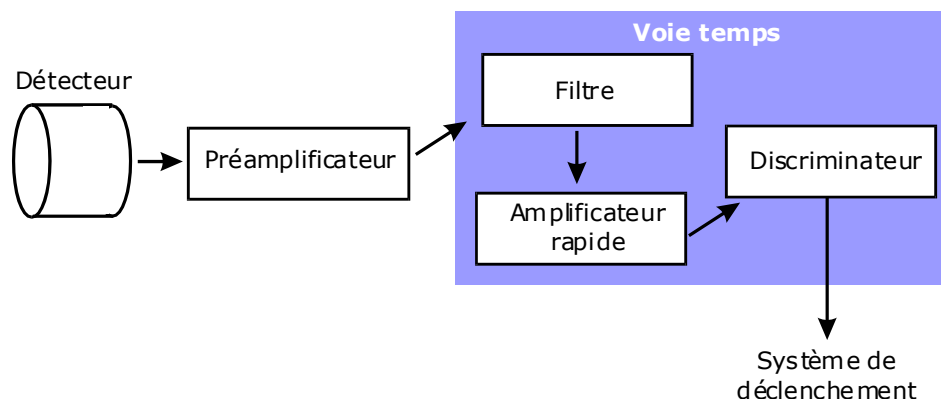 Voie temps
Détecteur
Filtre
Préamplificateur
Discriminateur
Amplificateur
rapide
Système de
déclenchement